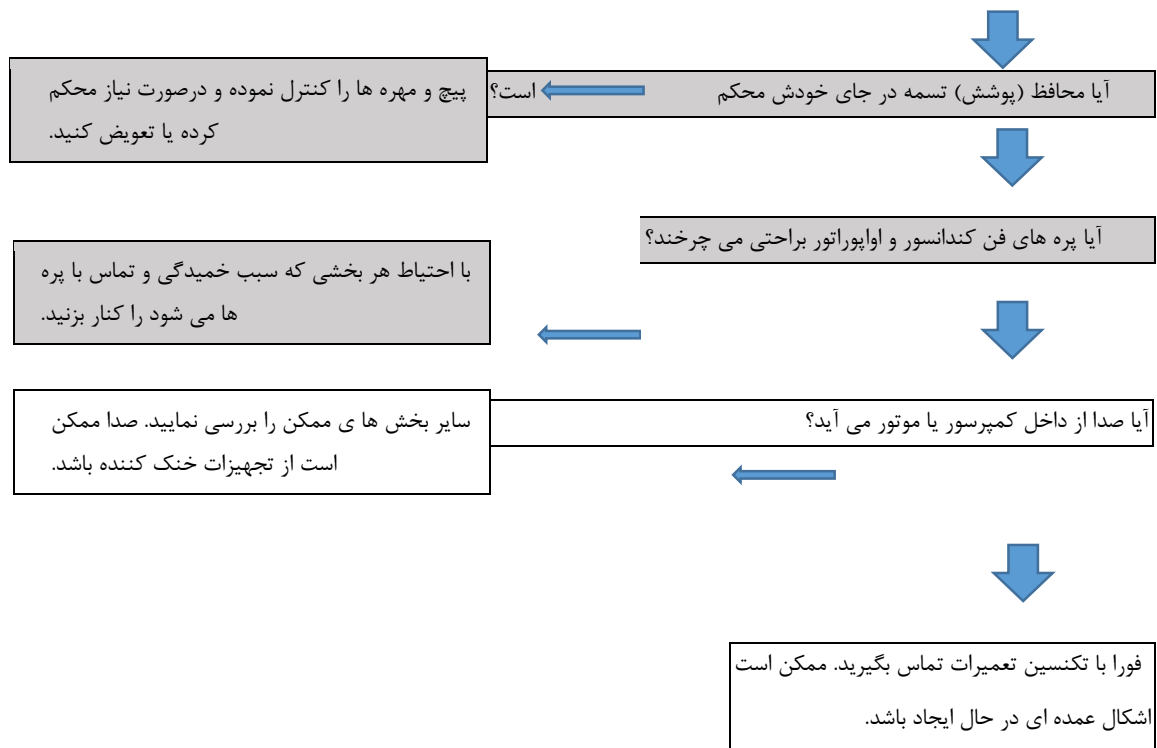 آیا محافظ (پوشش) تسمه در جای خودش محکم است؟
پیچ و مهره ها را کنترل نموده و درصورت نیاز محکم
کرده یا تعویض کنید.
آیا پره های فن کندانسور و اواپوراتور براحتی می چرخند؟
با احتیاط هر بخشی که سبب خمیدگی و تماس با پره
ها می شود را کنار بزنید.
آیا صدا از داخل کمپرسور یا موتور می آید؟
سایر بخش ها ی ممکن را بررسی نمایید. صدا ممکن
است از تجهیزات خنک کننده باشد.
فورا با تکنسین تعمیرات تماس بگیرید. ممکن است
اشکال عمده ای در حال ایجاد باشد.